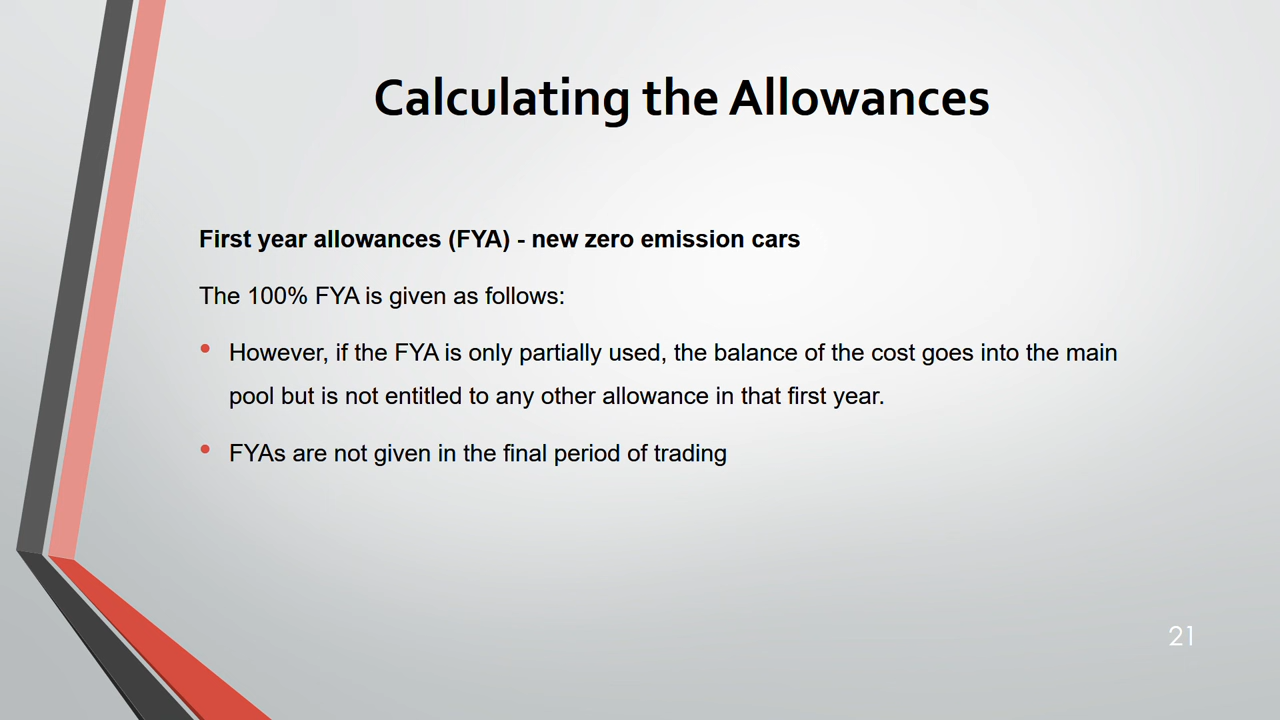 Calculating the Allowances
First year allowances (FYA) - new zero emission cars
The 100% FYA is given as follows:
• However, if the FYA is only partially used, the balance of the cost goes into the main
pool but is not entitled to any other allowance in that first year.
• FYAs are not given in the final period of trading
21